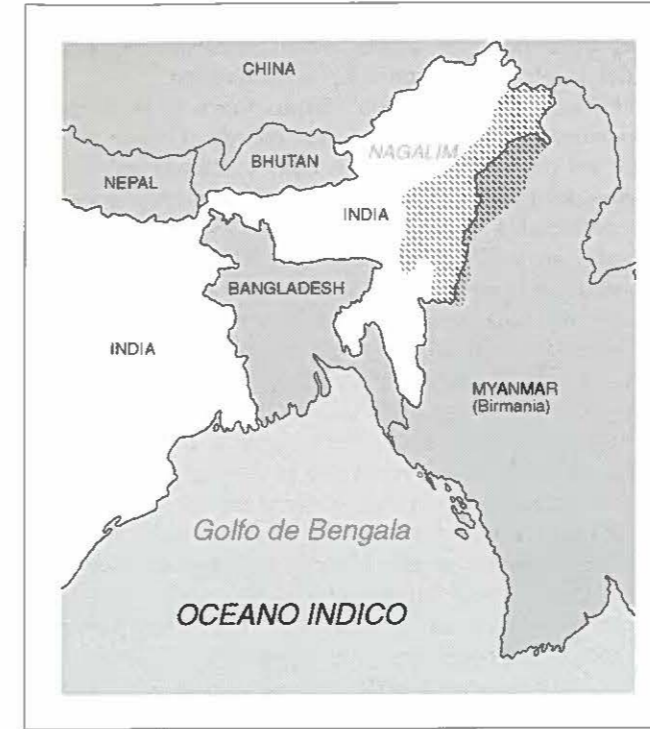 CHINA
NAGALIM
BHUTAN
NEPAL
INDIA
BANGLADESH
INDIA
MYANMAR
(Birmania)
Golfo de Bengala
OCEANO INDICO